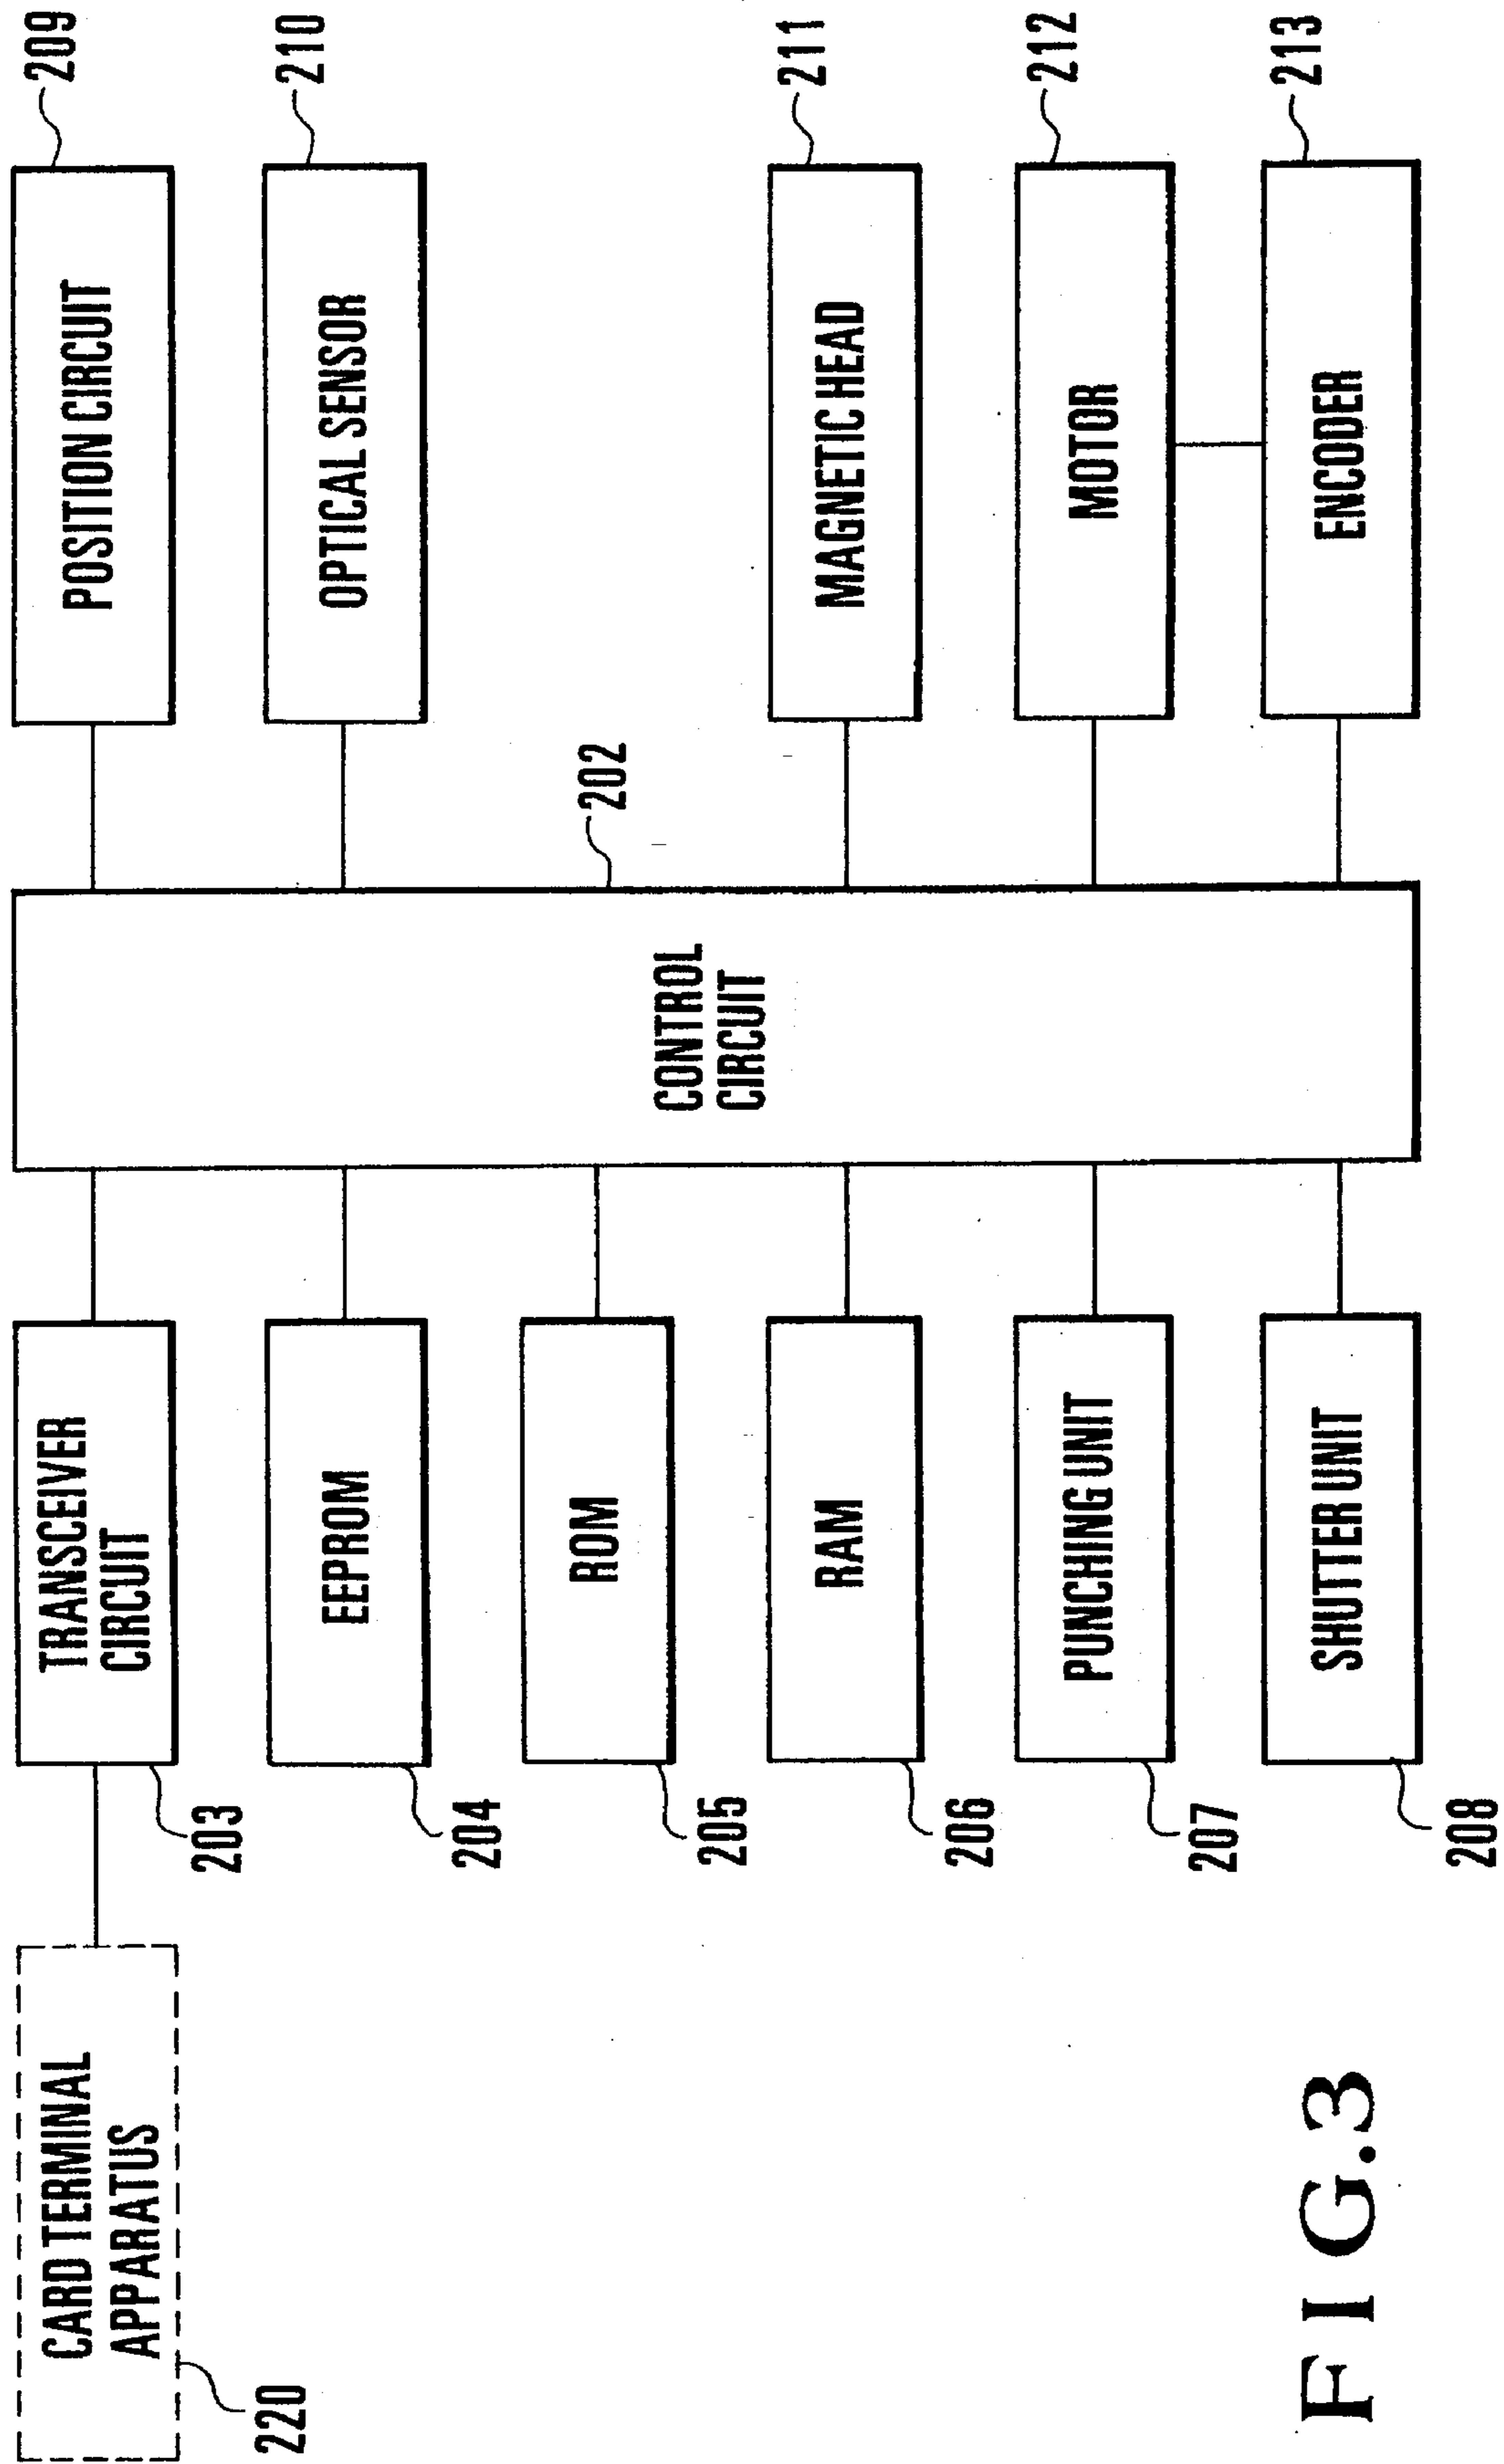 CARD TERMINAL
APPARATUS
220
TRANSCEIVER
CIRCUIT
203
EEPROM
204
ROM
205
RAM
206
PUNCHING UNIT
207
SHUTTER UNIT
208
CONTROL
CIRCUIT
202
POSITION CIRCUIT
209
OPTICAL SENSOR
210
MAGNETIC HEAD
211
MOTOR
212
ENCODER
213
FIG.3